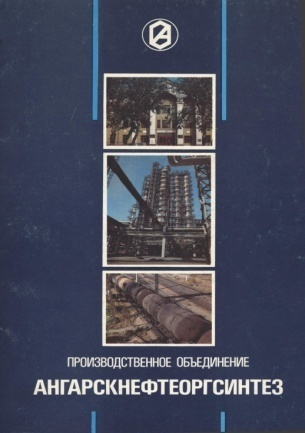 ПРОИЗВОДСТВЕННОЕ ОБЪЕДИНЕНИЕ
АНГАРСКНЕФТЕОРГСИНТЕЗ